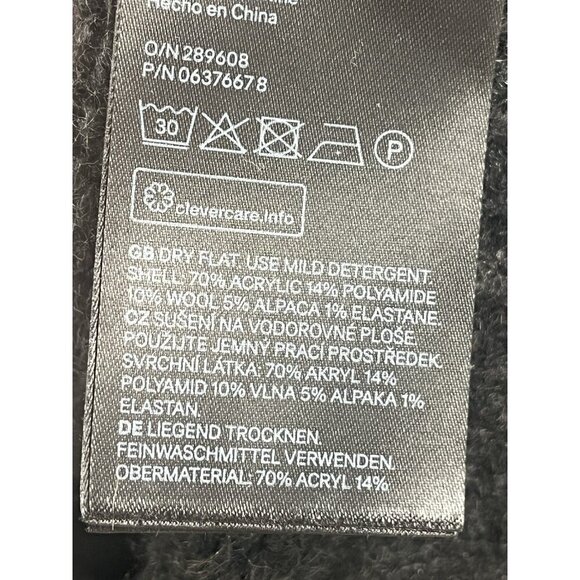 Hecho en China
O/N 289608
P/N 06376678
30
P
clevercare.info
GB DRY FLAT. USE MILD DETERGENT.
SHELL: 70% ACRYLIC 14% POLYAMIDE
10% WOOL 5% ALPACA 1% ELASTANE.
CZ SUŠENÍ NA VODOROVNÉ PLOŠE.
POUŽIJTE JEMNÝ PRACÍ PROSTŘEDEK.
SVRCHNÍ LÁTKA: 70% AKRYL 14%
POLYAMID 10% VLNA 5% ALPAKA 1%
ELASTAN.
DE LIEGEND TROCKNEN.
FEINWASCHMITTEL VERWENDEN.
OBERMATERIAL: 70% ACRYL 14%